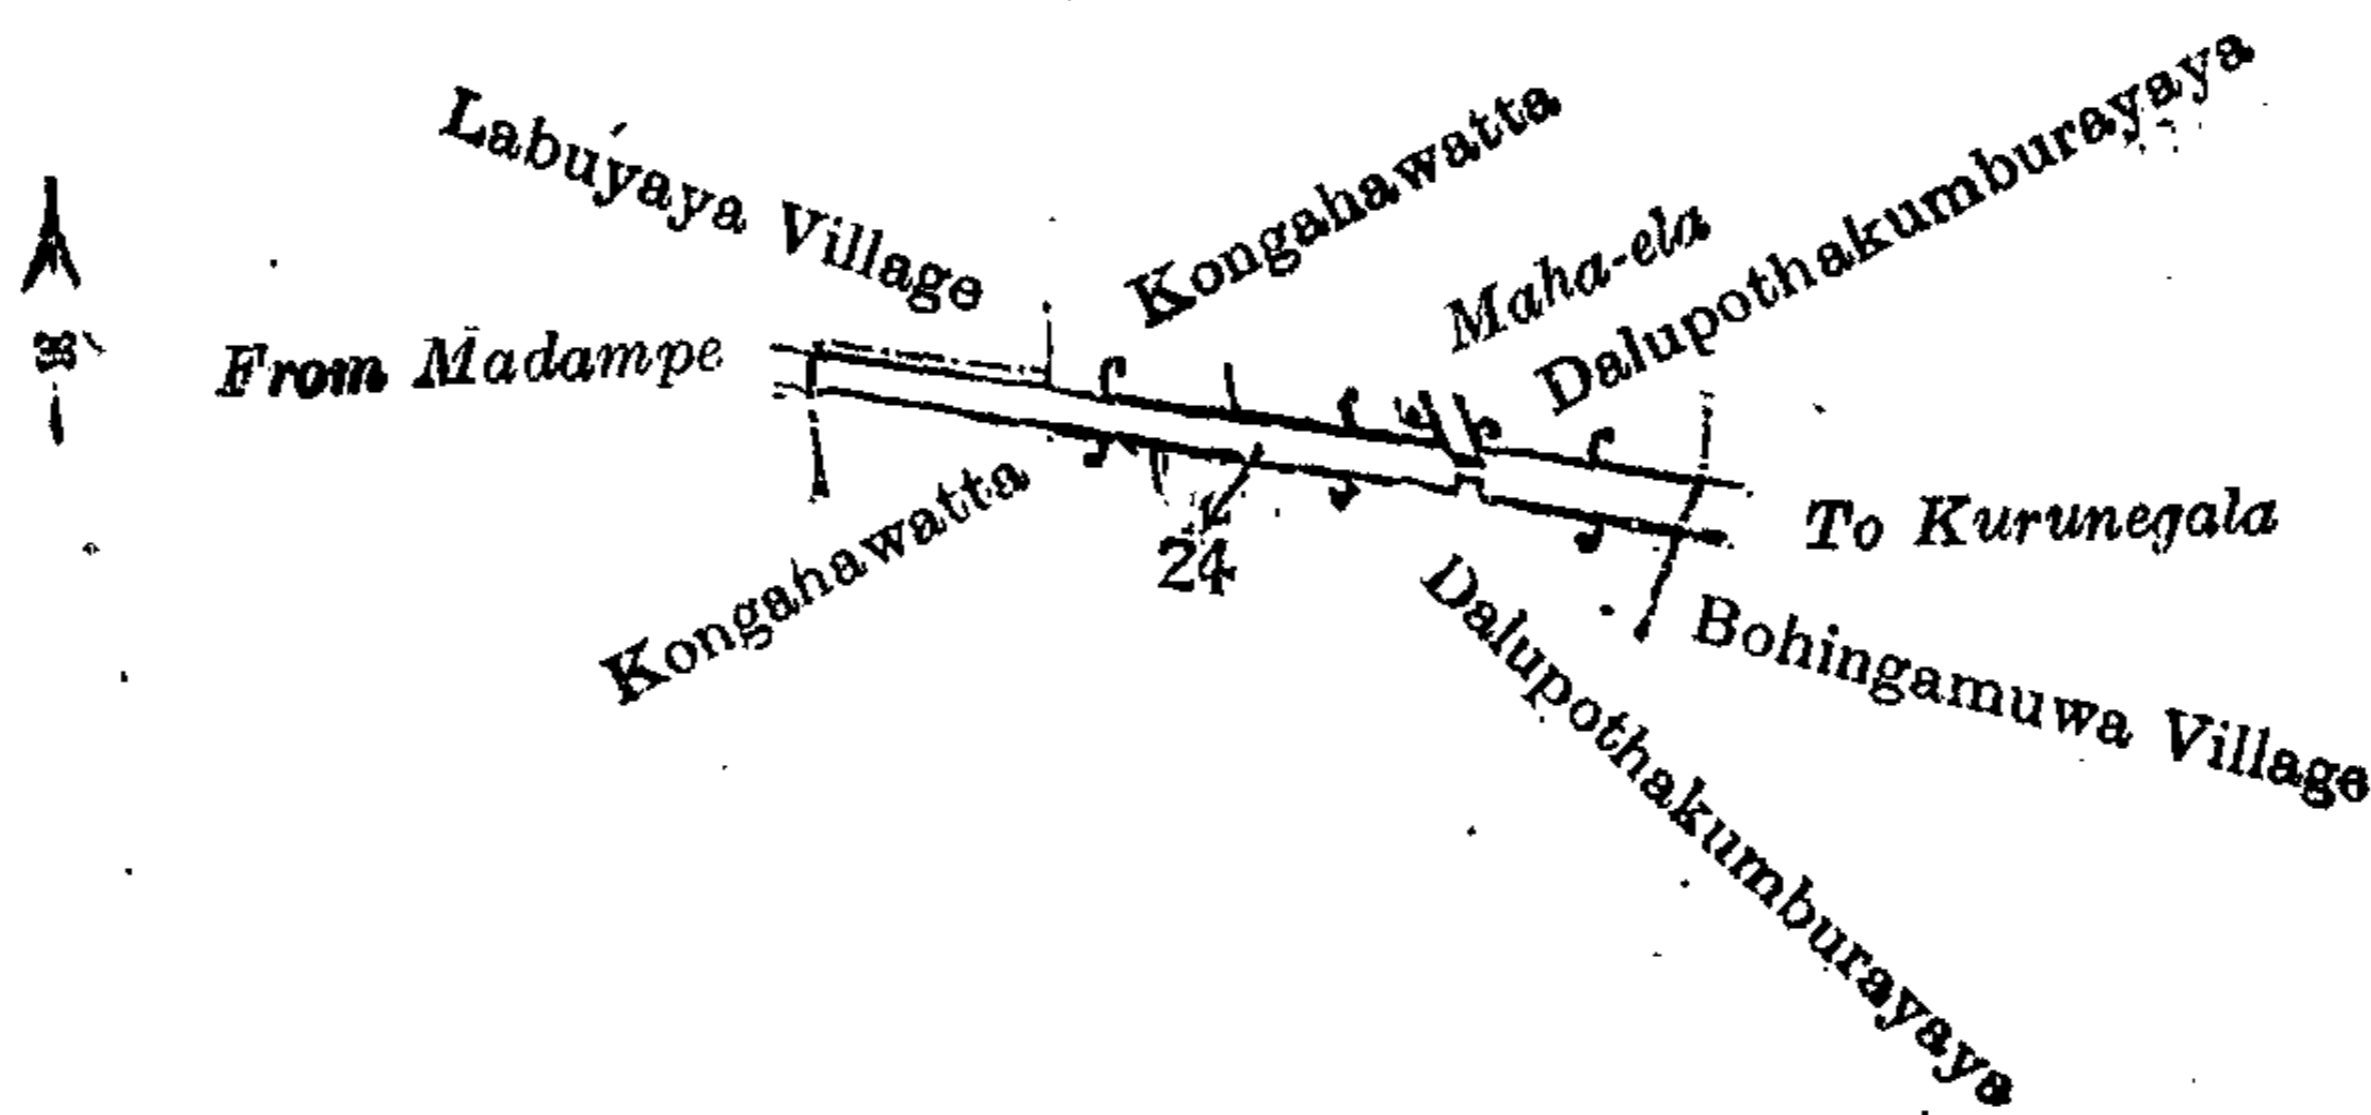 Labuyaya Village
Kongahawatta
Maha-ela
Dalupothakumburayaya
From Madampe
To Kurunegala
Kongahawatta
24
Dalupothakumburayaya
Bohingamuwa Village